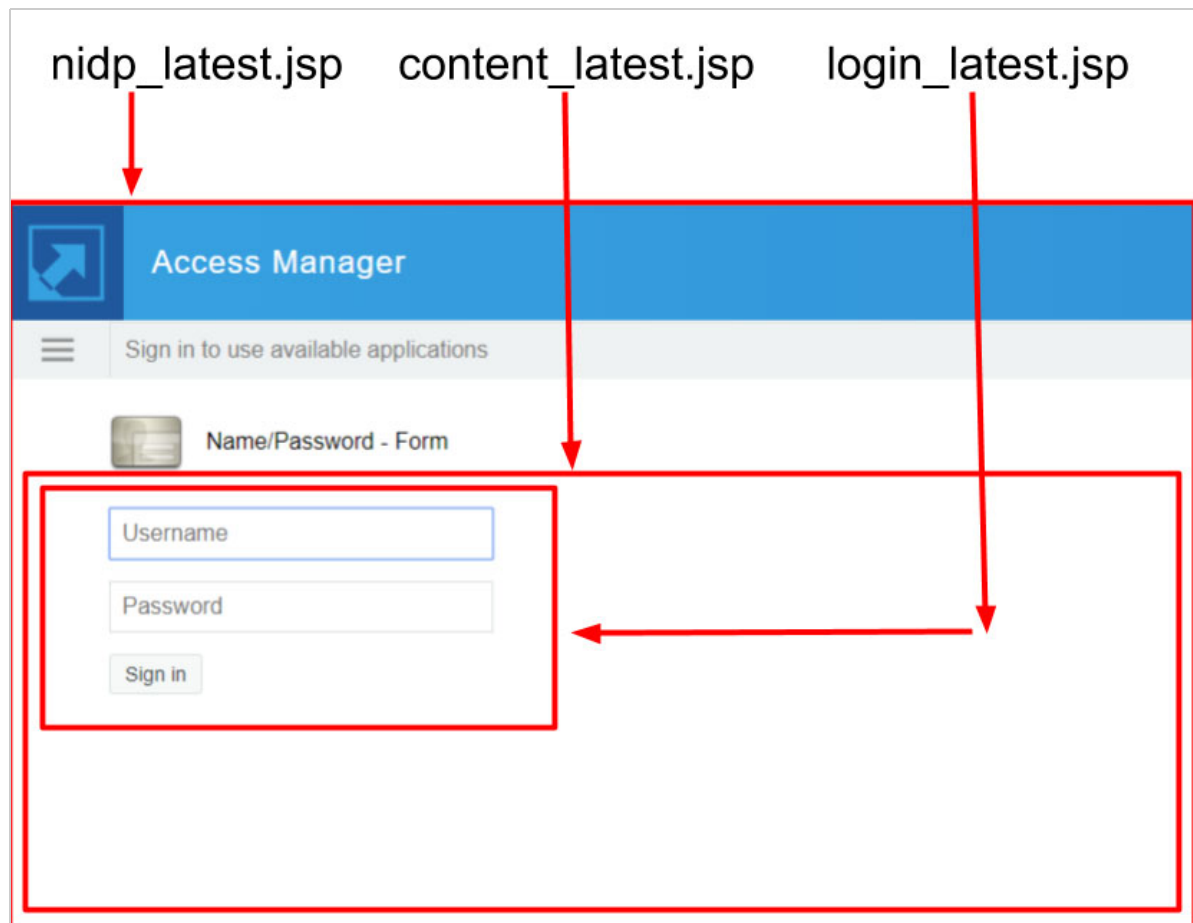 nidp_latest.jsp content_latest.jsp login_latest.jsp
Access Manager
Sign in to use available applications
Name/Password - Form
Username
Password
Sign in